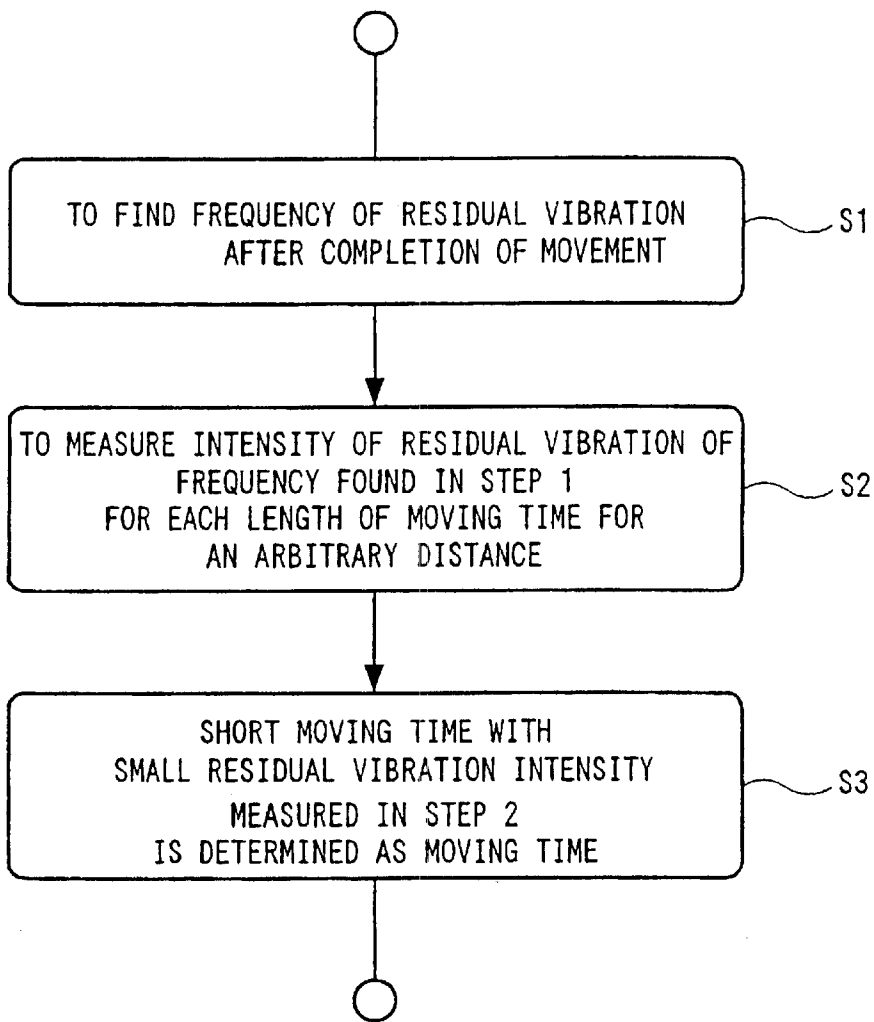 TO FIND FREQUENCY OF RESIDUAL VIBRATION
AFTER COMPLETION OF MOVEMENT
S1
TO MEASURE INTENSITY OF RESIDUAL VIBRATION OF
FREQUENCY FOUND IN STEP 1
FOR EACH LENGTH OF MOVING TIME FOR
AN ARBITRARY DISTANCE
S2
SHORT MOVING TIME WITH
SMALL RESIDUAL VIBRATION INTENSITY
MEASURED IN STEP 2
IS DETERMINED AS MOVING TIME
S3